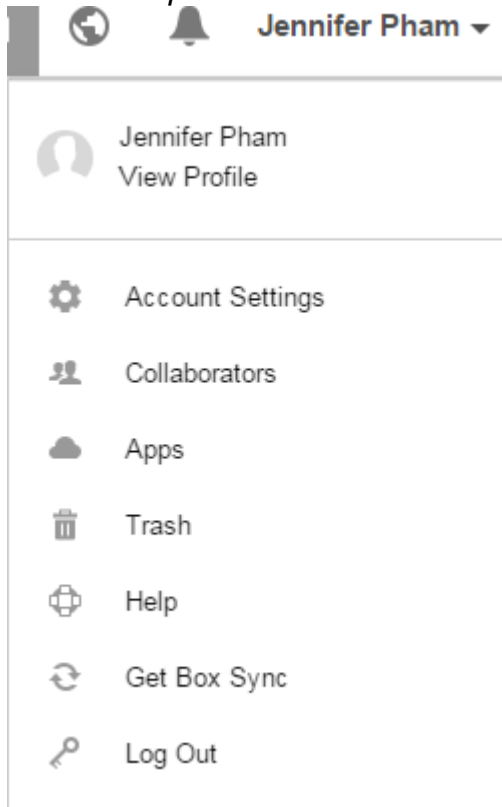 Jennifer Pham
Jennifer Pham
View Profile
Account Settings
Collaborators
Apps
Trash
Help
Get Box Sync
Log Out